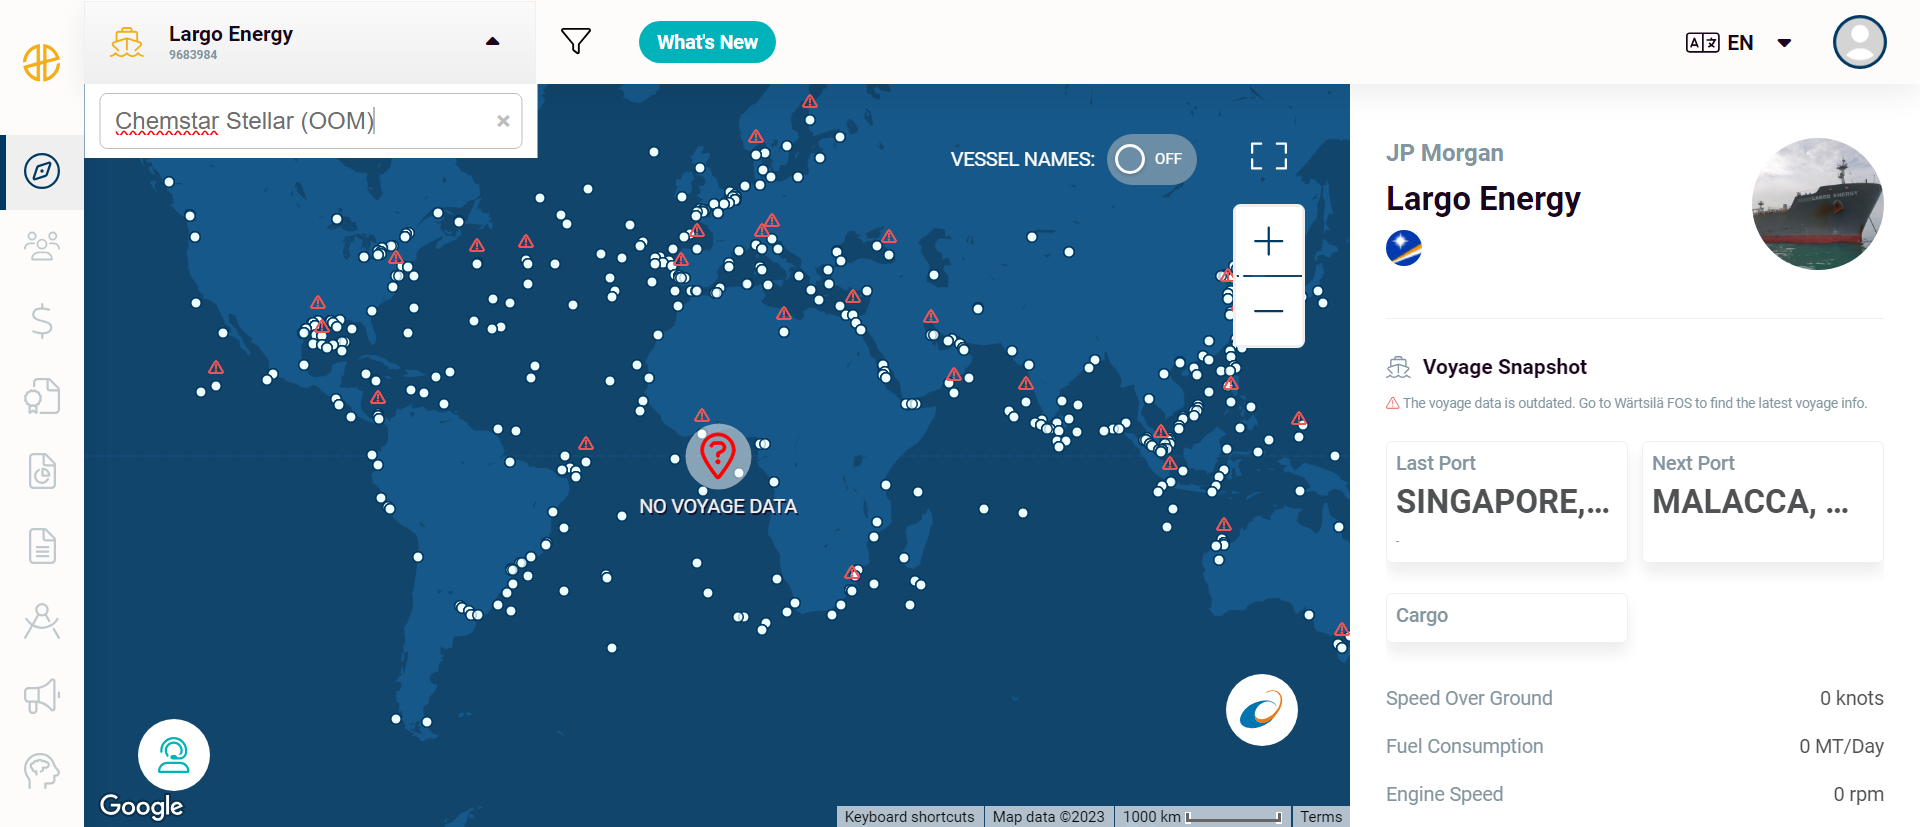 Largo Energy
9683984
What's New
EN
Chemstar Stellar (OOM)
VESSEL NAMES: OFF
NO VOYAGE DATA
Google
Keyboard shortcuts
Map data ©2023
1000 km
Terms
JP Morgan
Largo Energy
Voyage Snapshot
The voyage data is outdated. Go to Wärtsilä FOS to find the latest voyage info.
Last Port
SINGAPORE,...
-
Next Port
MALACCA, ...
Cargo
Speed Over Ground 0 knots
Fuel Consumption 0 MT/Day
Engine Speed 0 rpm